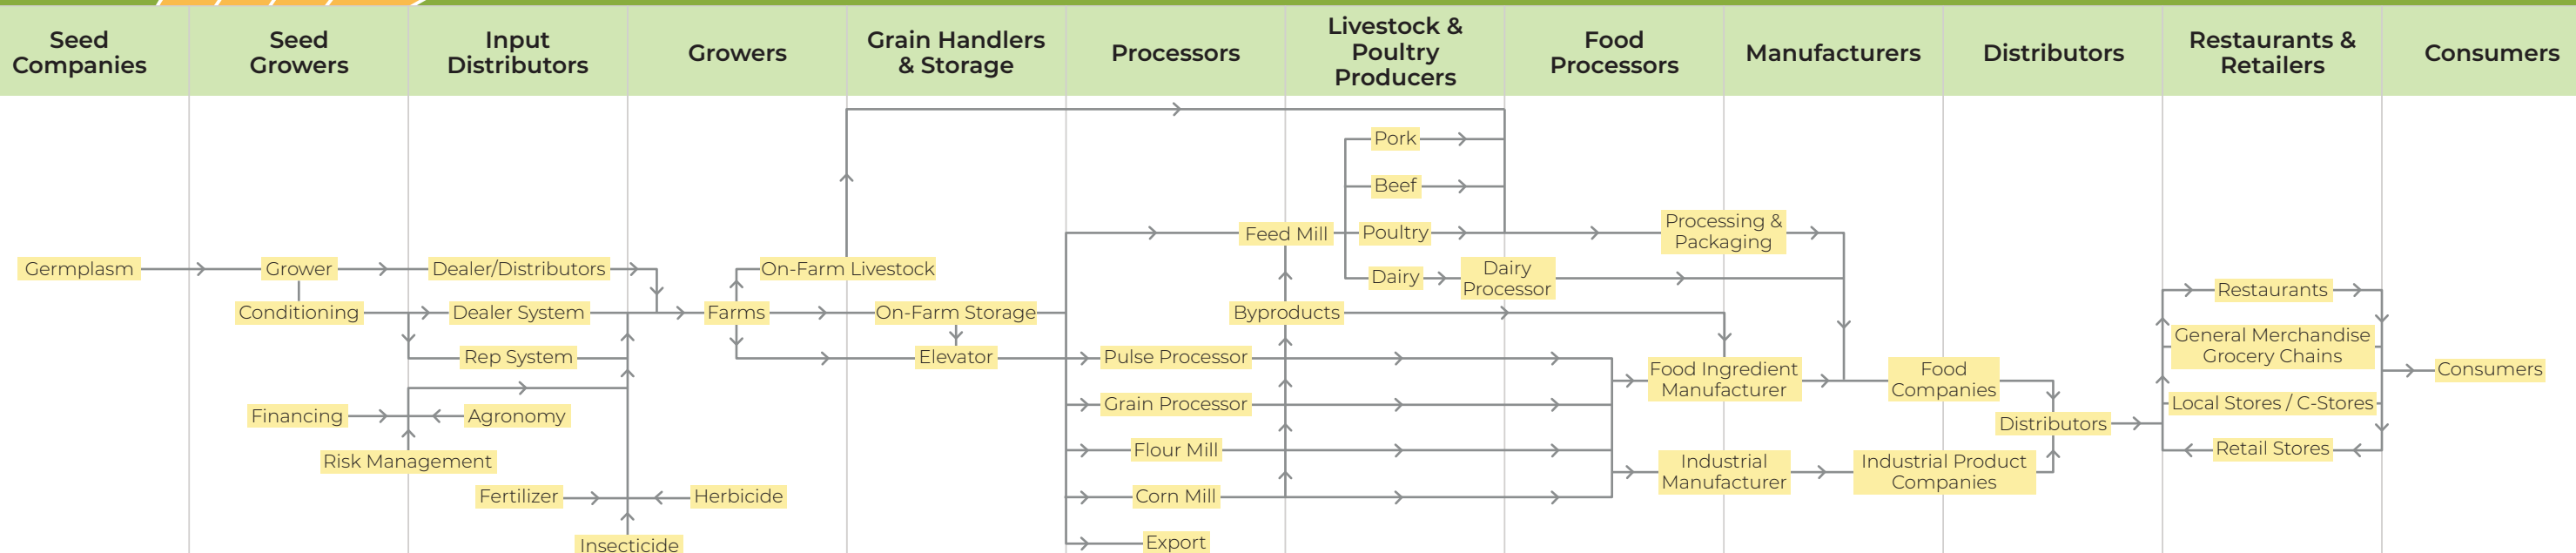 Seed
Companies
Seed
Growers
Input
Distributors
Growers
Grain Handlers
& Storage
Processors
Livestock &
Poultry
Producers
Food
Processors
Manufacturers
Distributors
Restaurants &
Retailers
Consumers
Germplasm
Grower
Conditioning
Financing
Risk Management
Dealer/Distributors
Dealer System
Rep System
Agronomy
Fertilizer
Herbicide
Insecticide
On-Farm Livestock
Farms
On-Farm Storage
Elevator
Feed Mill
Byproducts
Pulse Processor
Grain Processor
Flour Mill
Corn Mill
Export
Pork
Beef
Poultry
Dairy
Dairy
Processor
Processing &
Packaging
Food Ingredient
Manufacturer
Industrial
Manufacturer
Food
Companies
Industrial Product
Companies
Distributors
Restaurants
General Merchandise
Grocery Chains
Local Stores / C-Stores
Retail Stores
Consumers